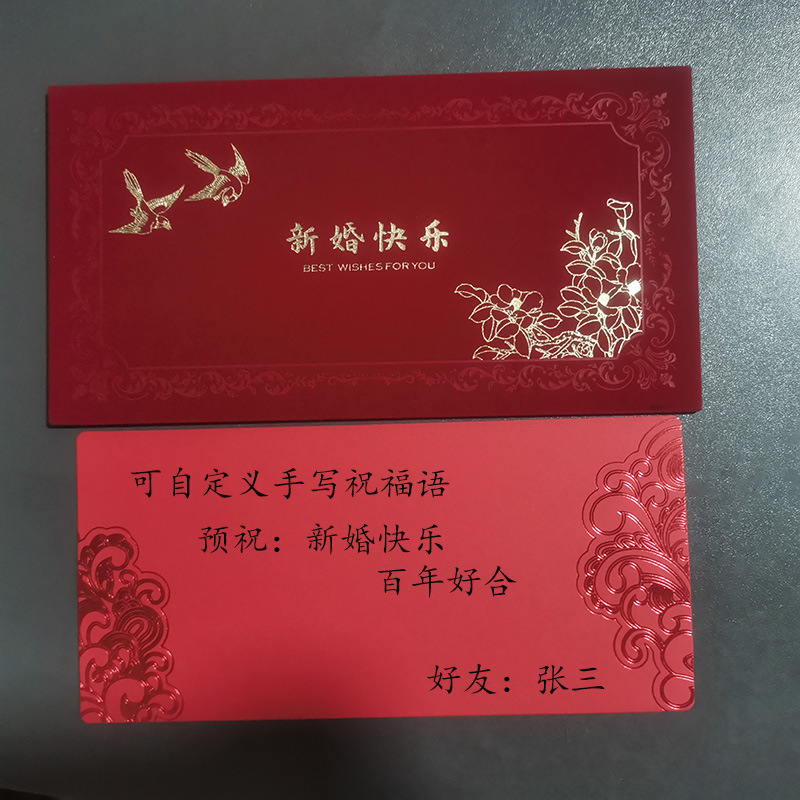 新婚快乐
BEST WISHES FOR YOU
可自定义手写祝福语
预祝：新婚快乐
百年好合
好友：张三